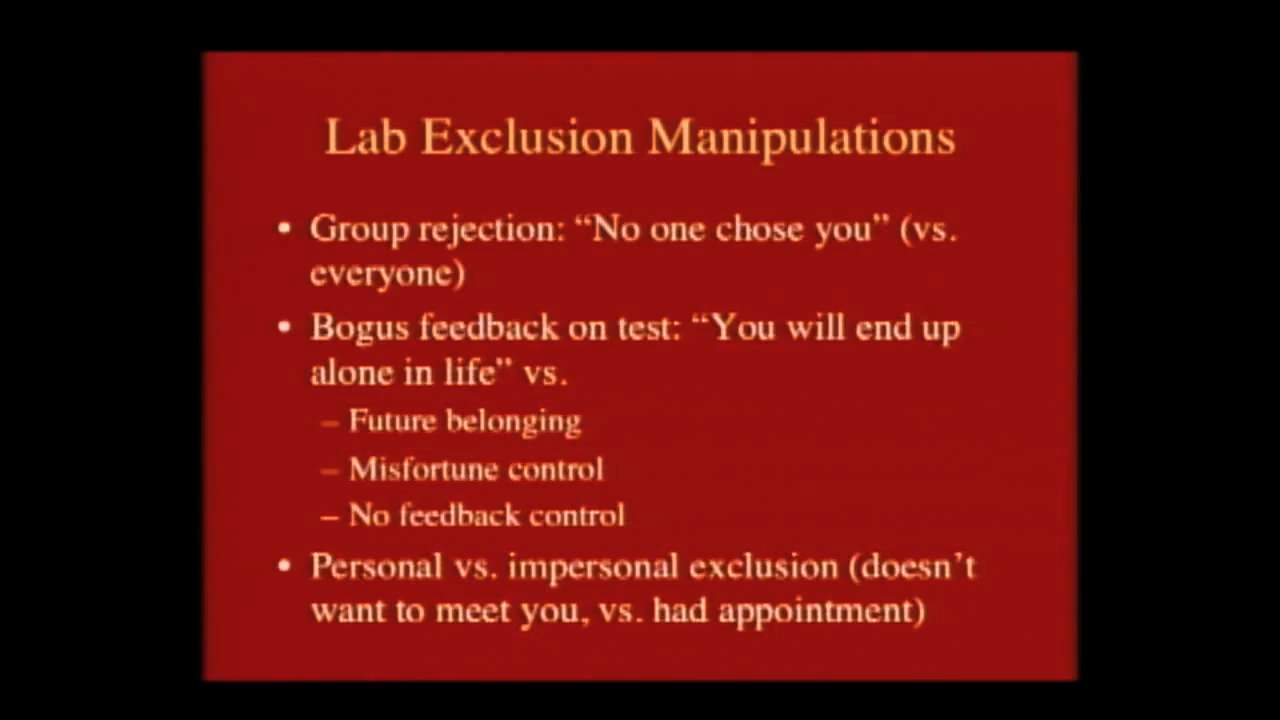 Lab Exclusion Manipulations
• Group rejection: “No one chose you” (vs.
everyone)
• Bogus feedback on test: “You will end up
alone in life” vs.
– Future belonging
– Misfortune control
– No feedback control
• Personal vs. impersonal exclusion (doesn’t
want to meet you, vs. had appointment)